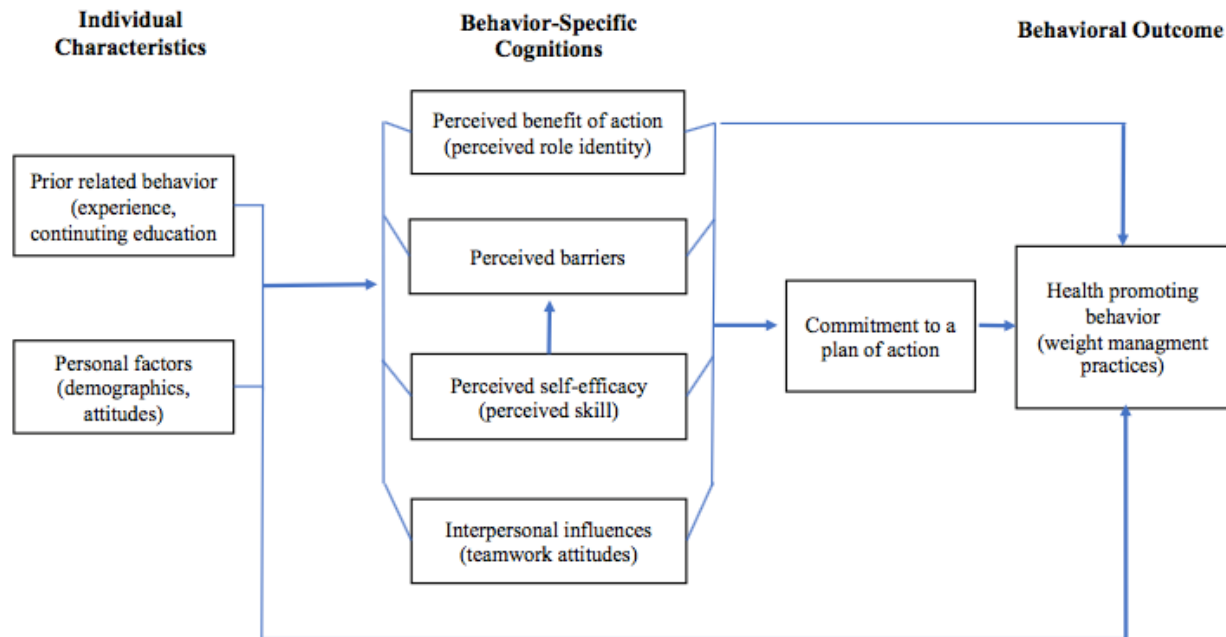 Individual
Characteristics
Behavior-Specific
Cognitions
Behavioral Outcome
Prior related behavior
(experience,
continuting education
Personal factors
(demographics,
attitudes)
Perceived benefit of action
(perceived role identity)
Perceived barriers
Perceived self-efficacy
(perceived skill)
Interpersonal influences
(teamwork attitudes)
Commitment to a
plan of action
Health promoting
behavior
(weight managment
practices)